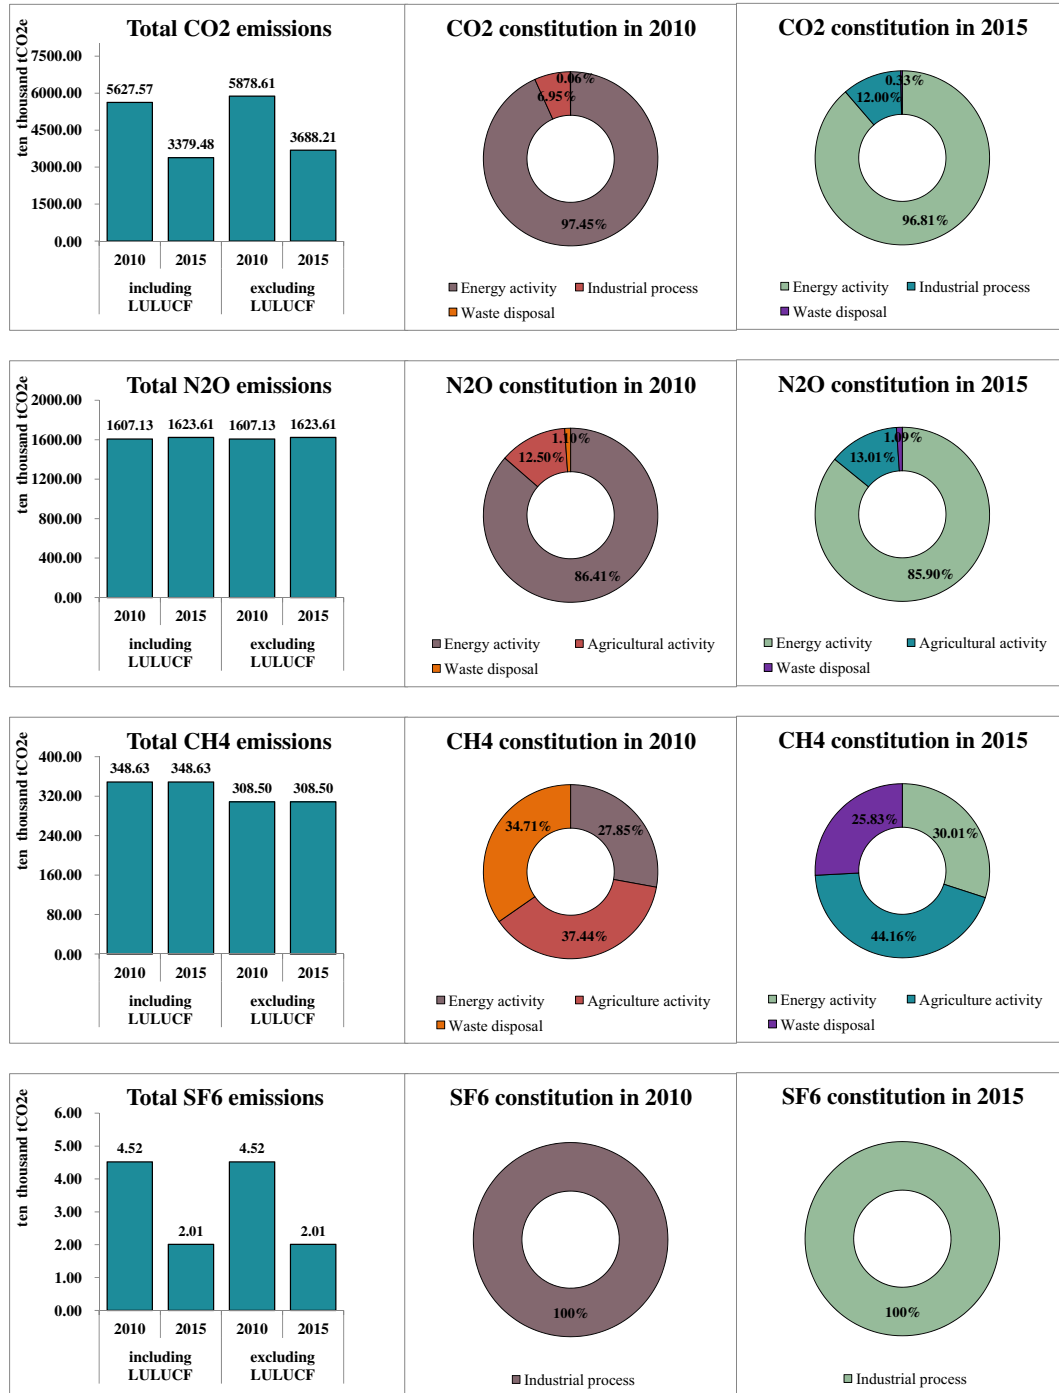 Total CO2 emissions
ten thousand tCO2e
7500.00
6000.00
4500.00
3000.00
1500.00
0.00
5627.57
3379.48
5878.61
3688.21
2010 2015 2010 2015
including LULUCF
excluding LULUCF
CO2 constitution in 2010
0.06%
6.95%
97.45%
Energy activity Industrial process
Waste disposal
CO2 constitution in 2015
0.33%
12.00%
96.81%
Energy activity Industrial process
Waste disposal
Total N2O emissions
ten thousand tCO2e
2000.00
1600.00
1200.00
800.00
400.00
0.00
1607.13
1623.61
1607.13
1623.61
2010 2015 2010 2015
including LULUCF
excluding LULUCF
N2O constitution in 2010
1.10%
12.50%
86.41%
Energy activity Agricultural activity
Waste disposal
N2O constitution in 2015
1.09%
13.01%
85.90%
Energy activity Agricultural activity
Waste disposal
Total CH4 emissions
ten thousand tCO2e
400.00
320.00
240.00
160.00
80.00
0.00
348.63
348.63
308.50
308.50
2010 2015 2010 2015
including LULUCF
excluding LULUCF
CH4 constitution in 2010
34.71%
27.85%
37.44%
Energy activity Agriculture activity
Waste disposal
CH4 constitution in 2015
25.83%
30.01%
44.16%
Energy activity Agriculture activity
Waste disposal
Total SF6 emissions
ten thousand tCO2e
6.00
5.00
4.00
3.00
2.00
1.00
0.00
4.52
2.01
4.52
2.01
2010 2015 2010 2015
including LULUCF
excluding LULUCF
SF6 constitution in 2010
100%
Industrial process
SF6 constitution in 2015
100%
Industrial process